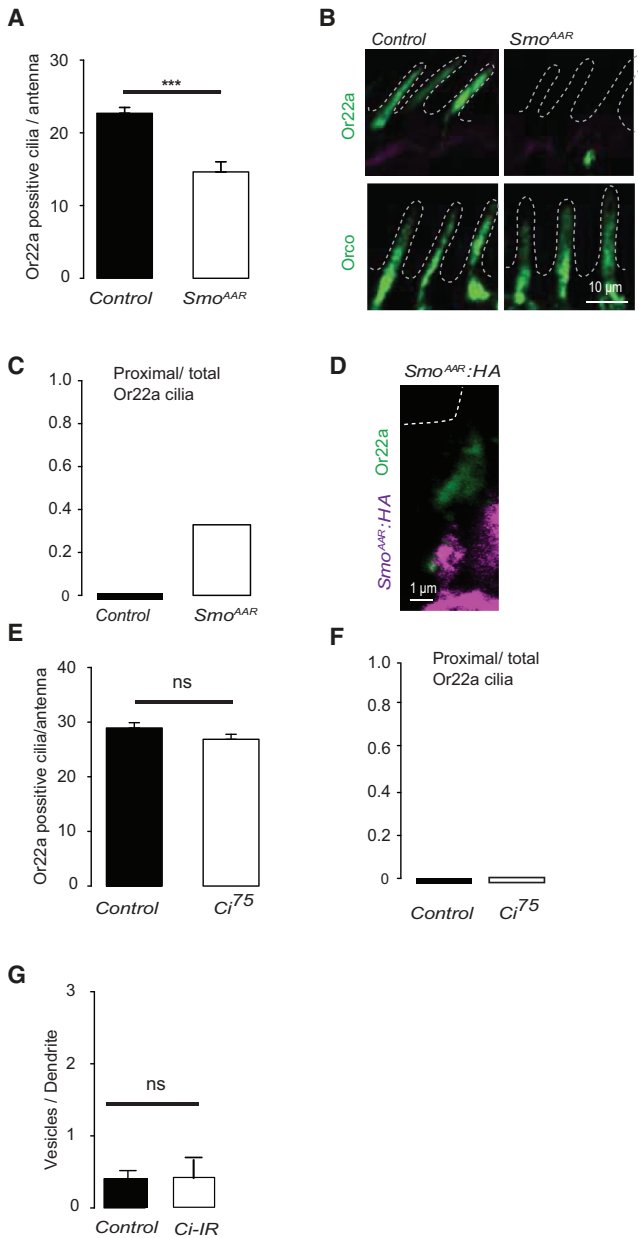 A
Or22a possitive cilia / antenna
30
20
10
0
***
Control
Smo^AAR
B
Control
Smo^AAR
Or22a
Orco
10 µm
C
Proximal/ total
Or22a cilia
1.0
0.8
0.6
0.4
0.2
0
Control
Smo^AAR
D
Smo^AAR:HA
Or22a
Smo^AAR:HA
1 µm
E
Or22a possitive cilia/antenna
40
30
20
10
0
ns
Control
Ci^75
F
Proximal/ total
Or22a cilia
1.0
0.8
0.6
0.4
0.2
0
Control
Ci^75
G
Vesicles / Dendrite
3
2
1
0
ns
Control
Ci-IR